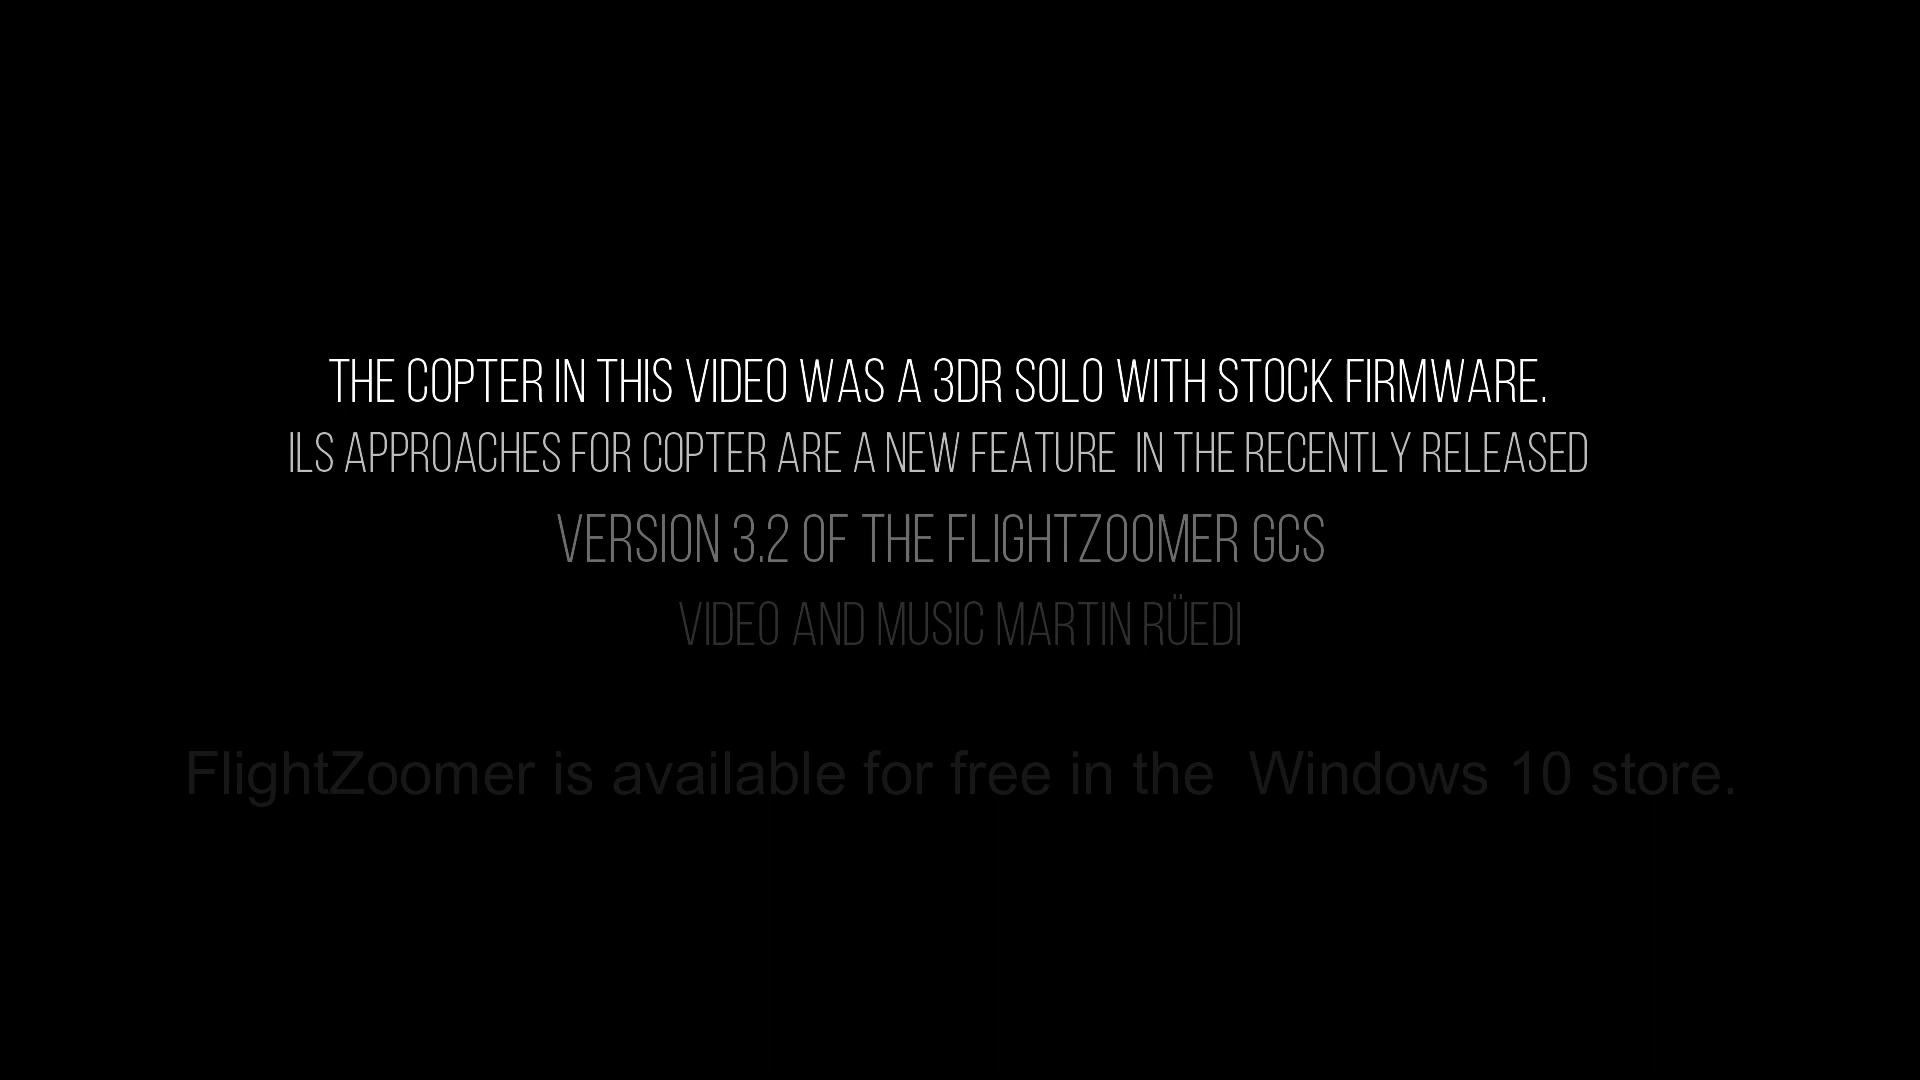 THE COPTER IN THIS VIDEO WAS A 3DR SOLO WITH STOCK FIRMWARE.
ILS APPROACHES FOR COPTER ARE A NEW FEATURE IN THE RECENTLY RELEASED
VERSION 3.2 OF THE FLIGHTZOOMER GCS
VIDEO AND MUSIC MARTIN RÜEDI
FlightZoomer is available for free in the Windows 10 store.